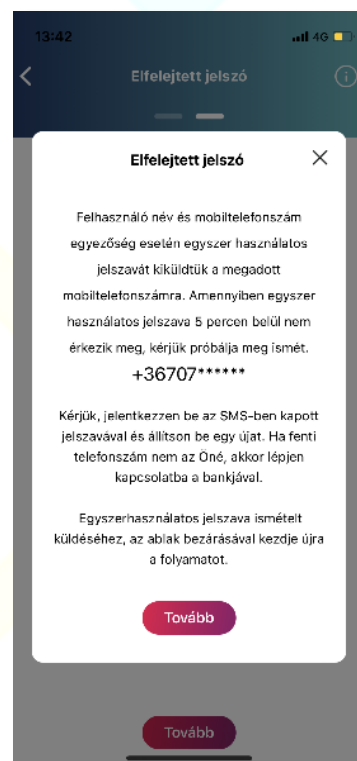 13:42
4G
Elfelejtett jelszó
Elfelejtett jelszó
Felhasználó név és mobiltelefonszám
egyezőség esetén egyszer használatos
jelszavát kiküldtük a megadott
mobiltelefonszámra. Amennyiben egyszer
használatos jelszava 5 percen belül nem
érkezik meg, kérjük próbálja meg ismét.
+36707******
Kérjük, jelentkezzen be az SMS-ben kapott
jelszavával és állítson be egy újat. Ha fenti
telefonszám nem az Öné, akkor lépjen
kapcsolatba a bankjával.
Egyszerhasználatos jelszava ismételt
küldéséhez, az ablak bezárásával kezdje újra
a folyamatot.
Tovább
Tovább